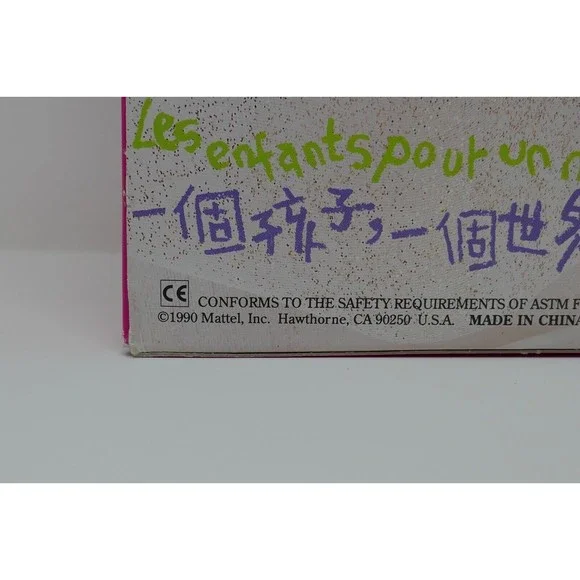 Les enfants pour un
一個孩子,一個世界
CE CONFORMS TO THE SAFETY REQUIREMENTS OF ASTM F
©1990 Mattel, Inc. Hawthorne, CA 90250 U.S.A. MADE IN CHINA